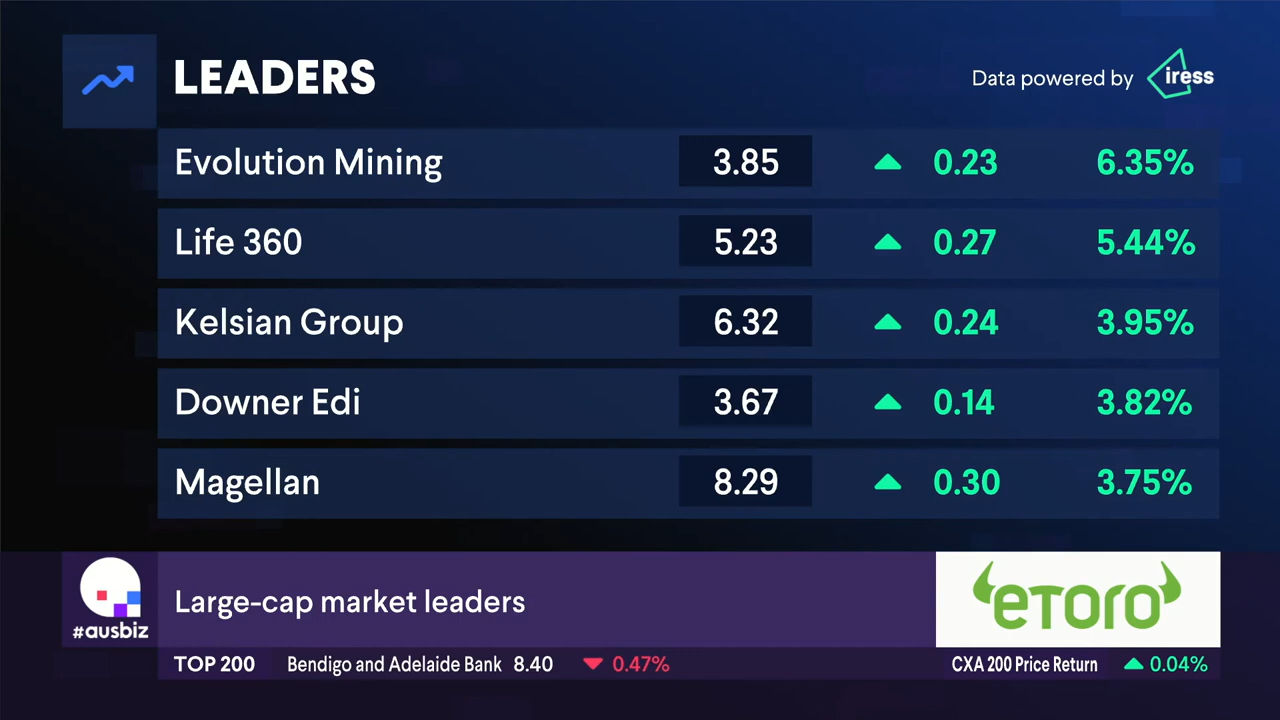 LEADERS
Data powered by iress
Evolution Mining 3.85 ▲ 0.23 6.35%
Life 360 5.23 ▲ 0.27 5.44%
Kelsian Group 6.32 ▲ 0.24 3.95%
Downer Edi 3.67 ▲ 0.14 3.82%
Magellan 8.29 ▲ 0.30 3.75%
#ausbiz
Large-cap market leaders
eToro
TOP 200 Bendigo and Adelaide Bank 8.40 ▼ 0.47% CXA 200 Price Return ▲ 0.04%